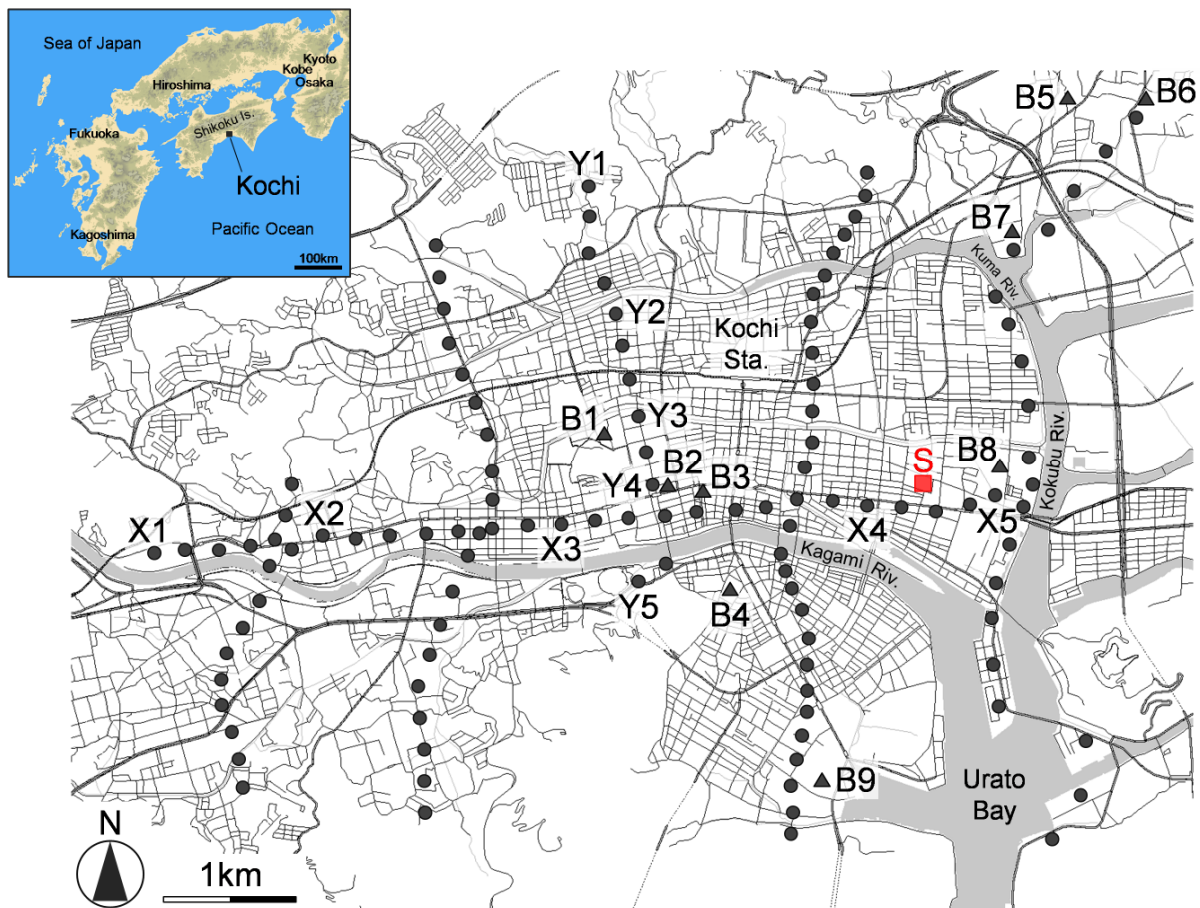 Sea of Japan
Kyoto
Kobe
Osaka
Hiroshima
Shikoku Is.
Fukuoka
Kochi
Kagoshima
Pacific Ocean
100km
B5
B6
Y1
B7
Kuma Riv.
Y2
Kochi
Sta.
B1
Y3
Kokubu Riv.
B2
B3
S
B8
Y4
X1
X2
X3
X4
X5
Kagami Riv.
Y5
B4
B9
Urato
Bay
N
1km